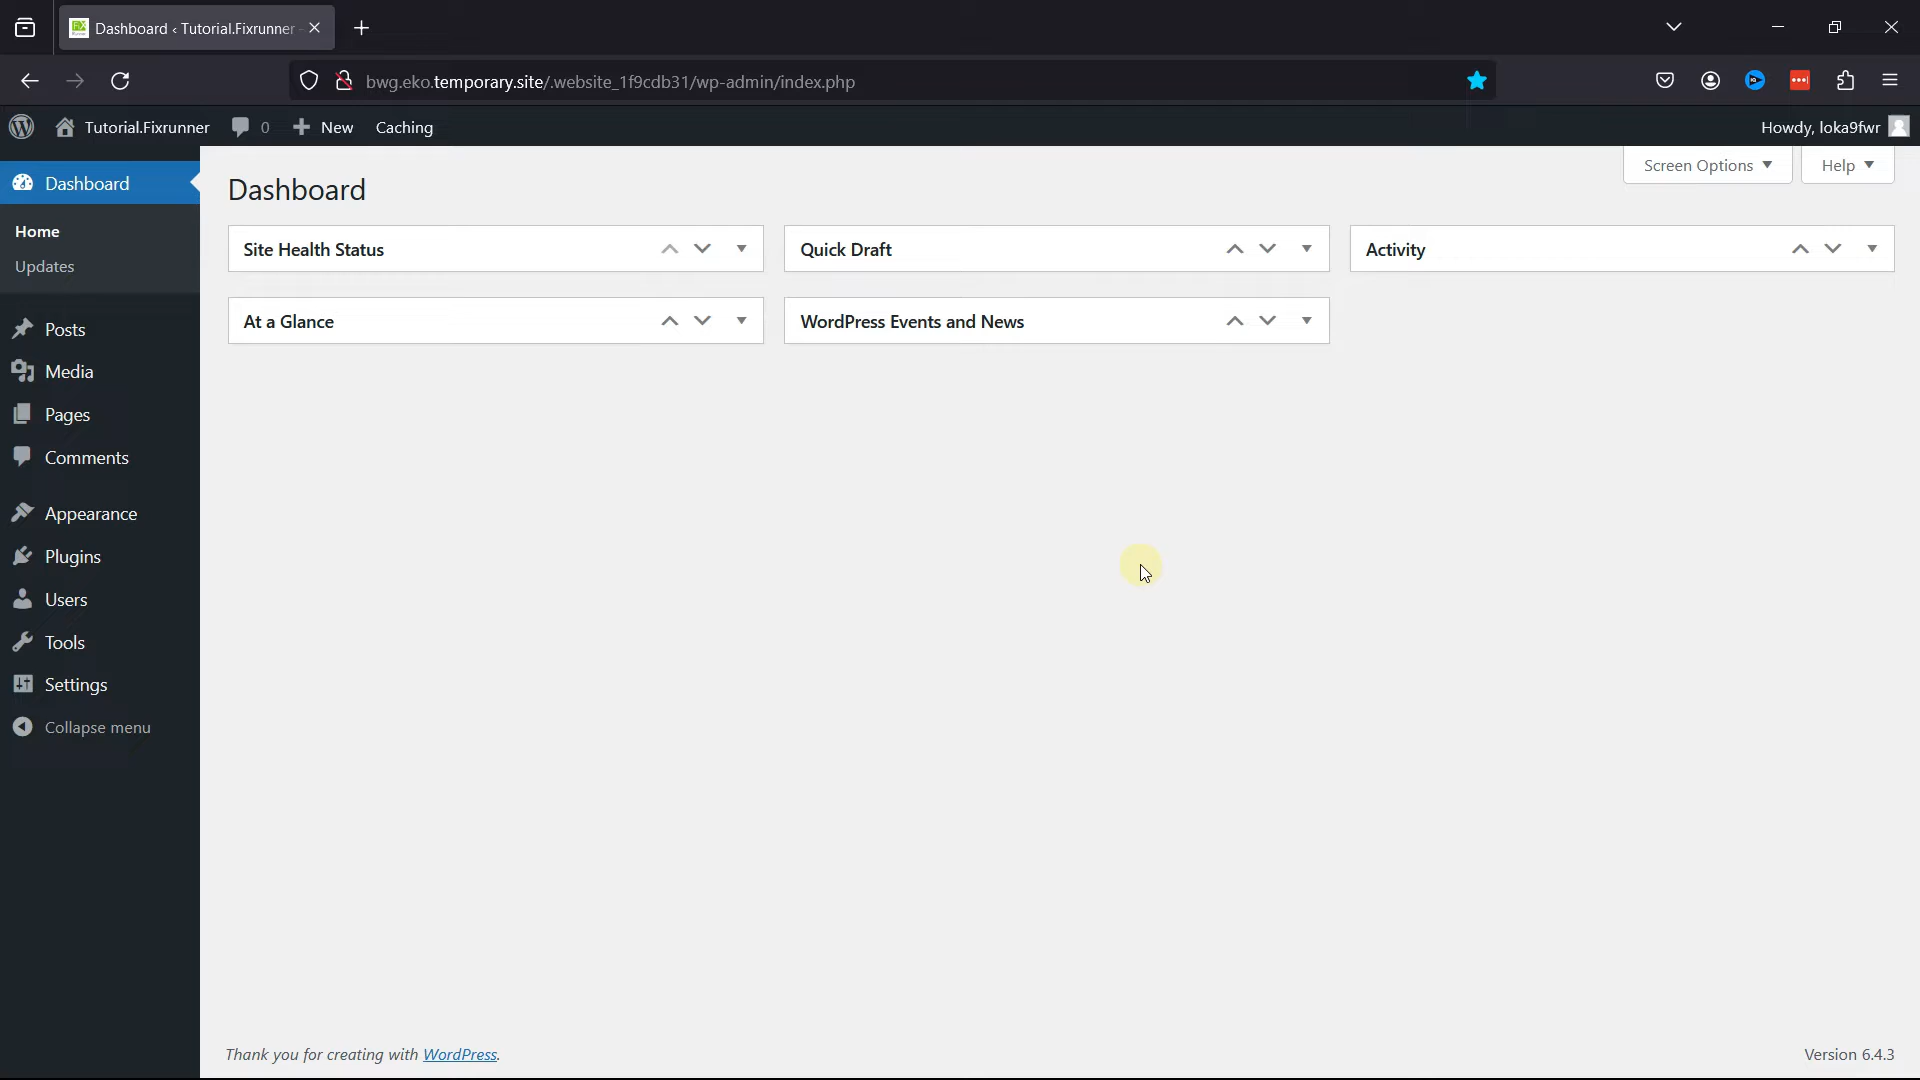 Dashboard ‹ Tutorial.Fixrunner
bwg.eko.temporary.site/.website_1f9cdb31/wp-admin/index.php
Tutorial.Fixrunner 0 New Caching Howdy, loka9fwr
Screen Options Help
Dashboard
Home
Updates
Posts
Media
Pages
Comments
Appearance
Plugins
Users
Tools
Settings
Collapse menu
Dashboard
Site Health Status
Quick Draft
Activity
At a Glance
WordPress Events and News
Thank you for creating with WordPress.
Version 6.4.3